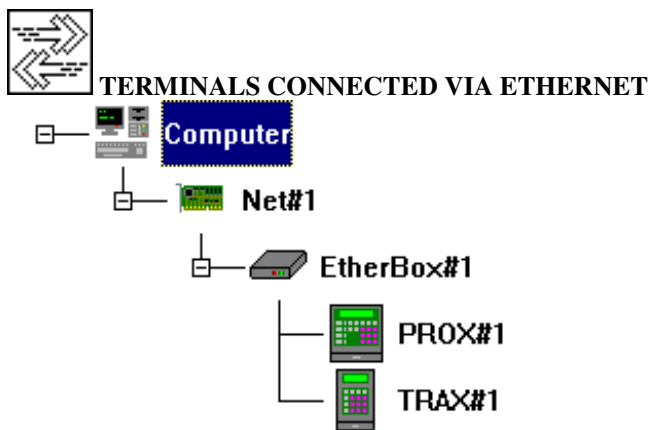 TERMINALS CONNECTED VIA ETHERNET
Computer
Net#1
EtherBox#1
PROX#1
TRAX#1